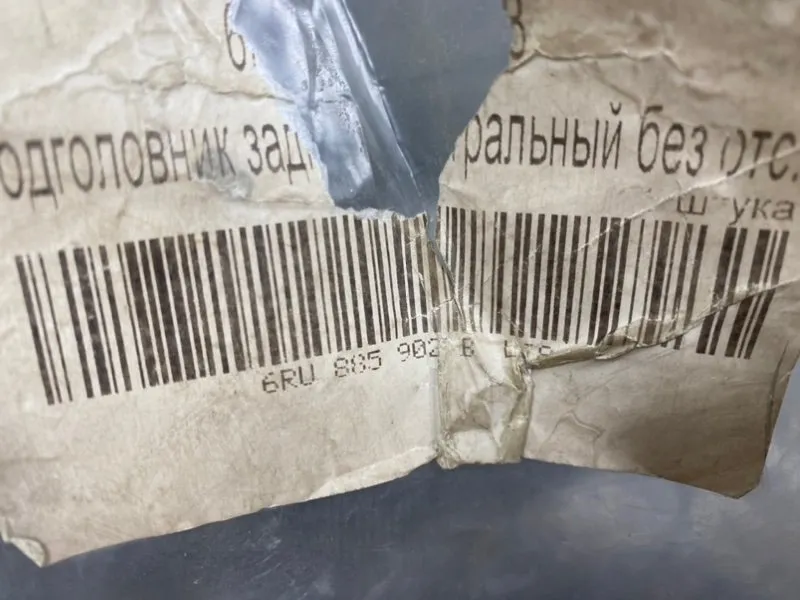 одголовник зад ральный без отс.
штука
6RU 885 902 B